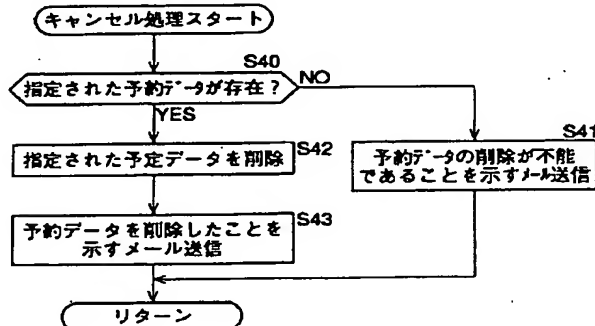 キャンセル処理スタート
S40
指定された予約データが存在?
NO
YES
S41
指定された予定データを削除
S42
予約データの削除が不能
であることを示すメール送信
予約データを削除したことを
示すメール送信
S43
リターン